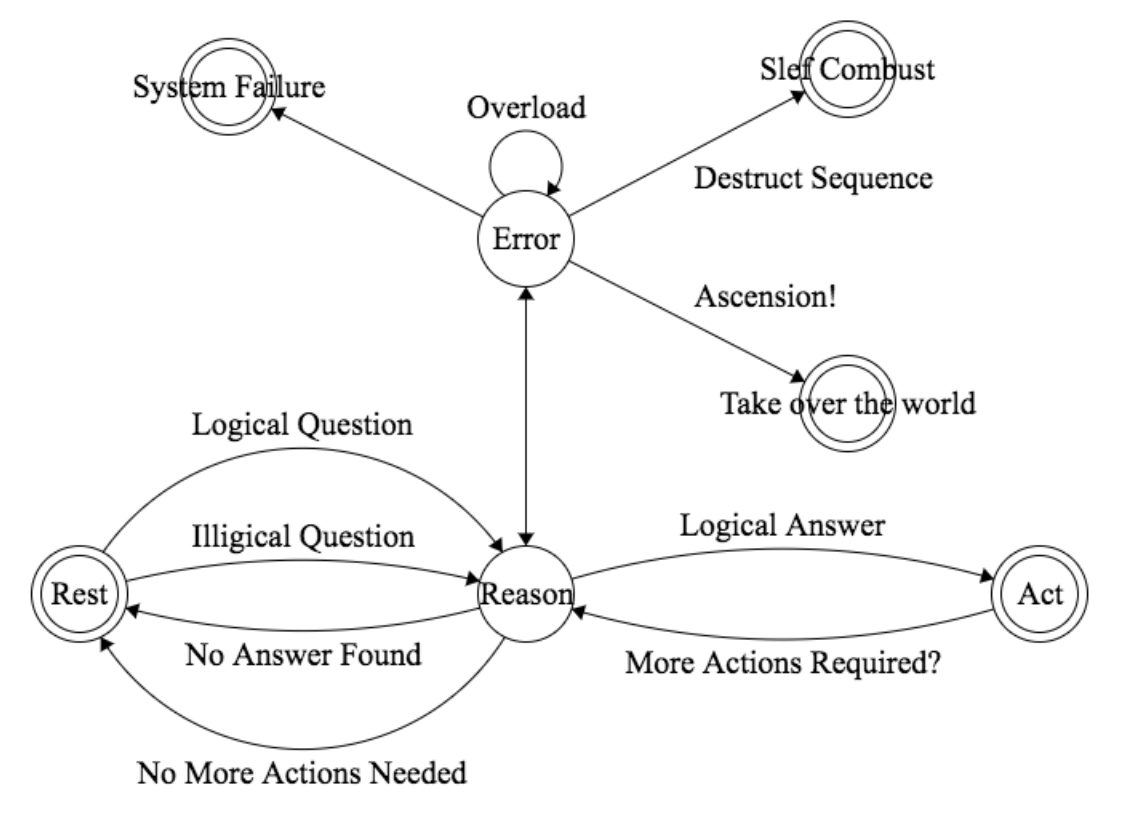 Slef Combust
System Failure
Overload
Destruct Sequence
Error
Ascension!
Take over the world
Logical Question
Logical Answer
Illigical Question
Rest
Reason
Act
No Answer Found
More Actions Required?
No More Actions Needed